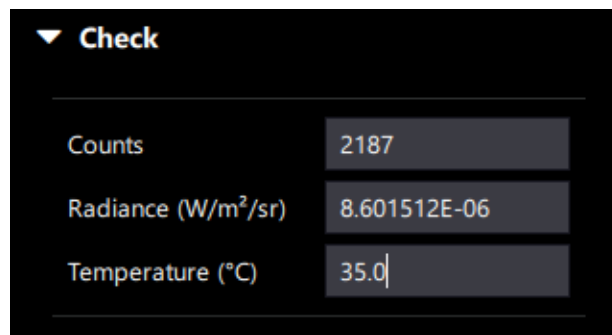 Check
Counts 2187
Radiance (W/m²/sr) 8.601512E-06
Temperature (°C) 35.0